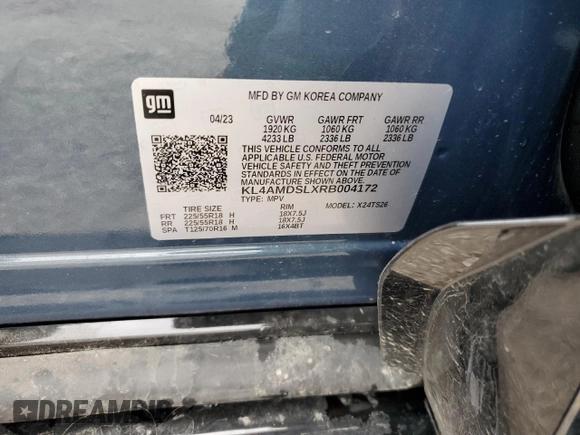 gm
MFD BY GM KOREA COMPANY
04/23 GVWR GAWR FRT GAWR RR
1920 KG 1060 KG 1060 KG
4233 LB 2336 LB 2336 LB
THIS VEHICLE CONFORMS TO ALL
APPLICABLE U.S. FEDERAL MOTOR
VEHICLE SAFETY AND THEFT PREVENTION
STANDARDS IN EFFECT ON THE DATE OF
MANUFACTURE SHOWN ABOVE.
KL4AMDSLXRB004172
TYPE: MPV MODEL: X24TS26
TIRE SIZE RIM
FRT 225/55R18 H 18X7.5J
RR 225/55R18 H 18X7.5J
SPA T125/70R16 M 16X4BT
DREAMBID